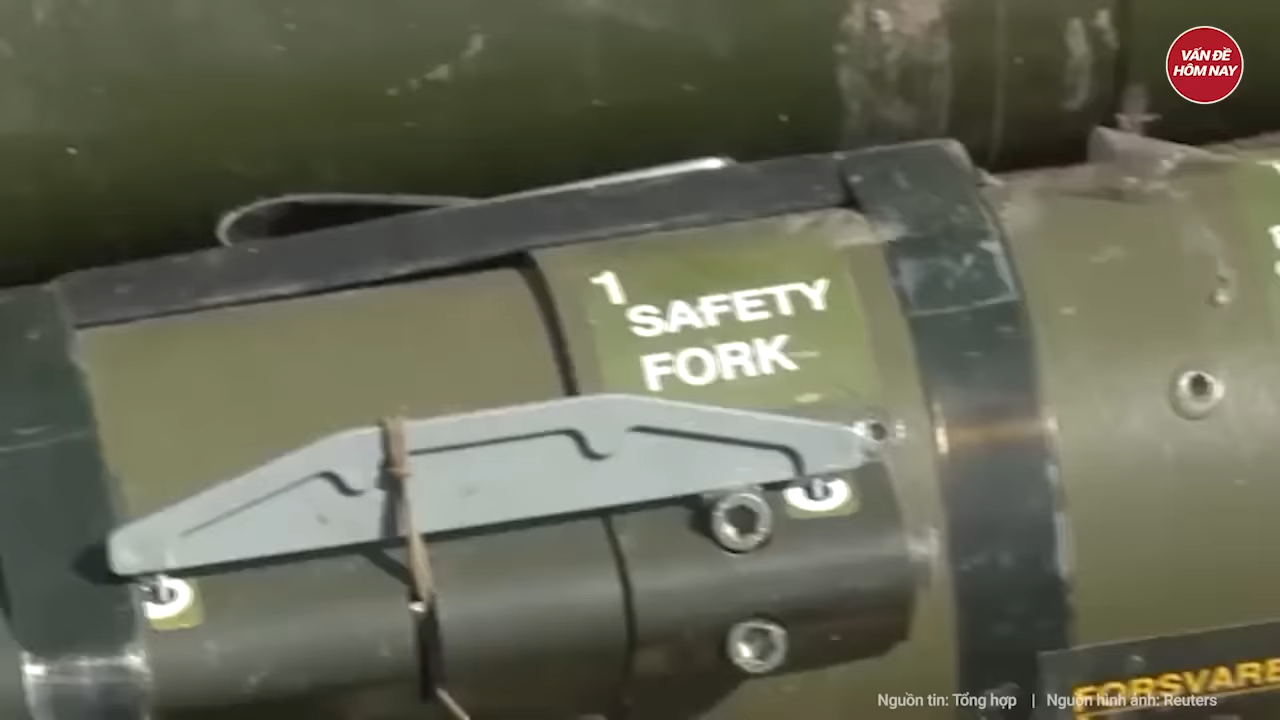 VẤN ĐỀ
HÔM NAY
1
SAFETY
FORK
Nguồn tin: Tổng hợp | Nguồn hình ảnh: Reuters